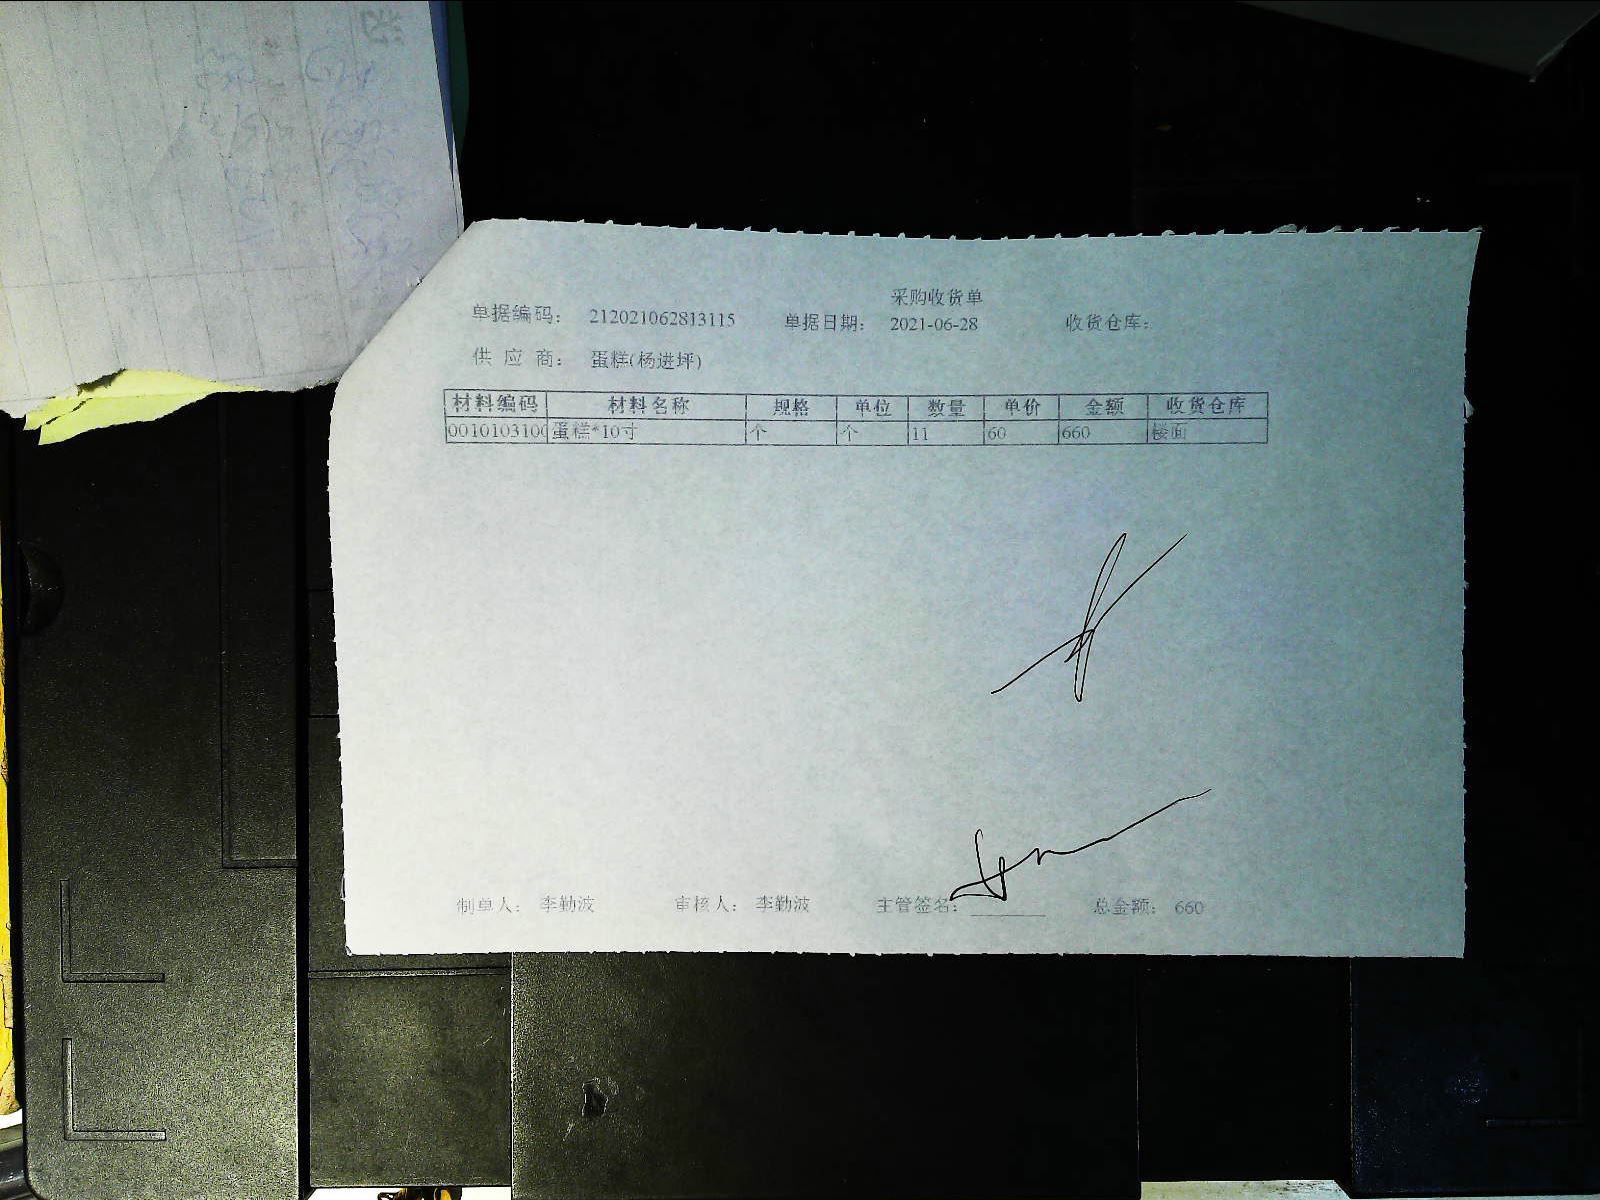 采购收货单
单据编码： 212021062813115 单据日期： 2021-06-28 收货仓库：
供 应 商： 蛋糕(杨进坪)
材料编码 材料名称 规格 单位 数量 单价 金额 收货仓库
0010103100 蛋糕*10寸 个 个 11 60 660 楼面
制单人： 李勤波 审核人： 李勤波 主管签名： 总金额： 660